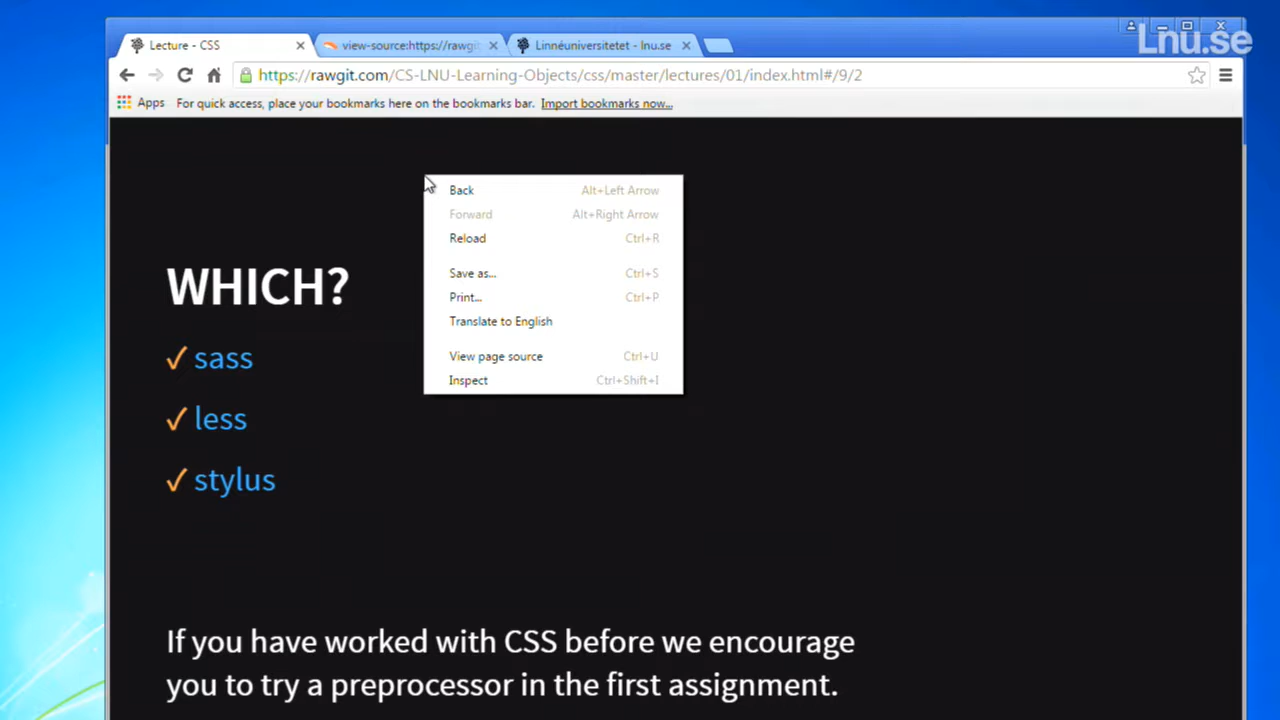 Lnu.se
Lecture - CSS
view-source:https://rawgit
Linnéuniversitetet - lnu.se
https://rawgit.com/CS-LNU-Learning-Objects/css/master/lectures/01/index.html#/9/2
Apps For quick access, place your bookmarks here on the bookmarks bar. Import bookmarks now...
Back Alt+Left Arrow
Forward Alt+Right Arrow
Reload Ctrl+R
Save as... Ctrl+S
Print... Ctrl+P
Translate to English
View page source Ctrl+U
Inspect Ctrl+Shift+I
WHICH?
✓ sass
✓ less
✓ stylus
If you have worked with CSS before we encourage
you to try a preprocessor in the first assignment.